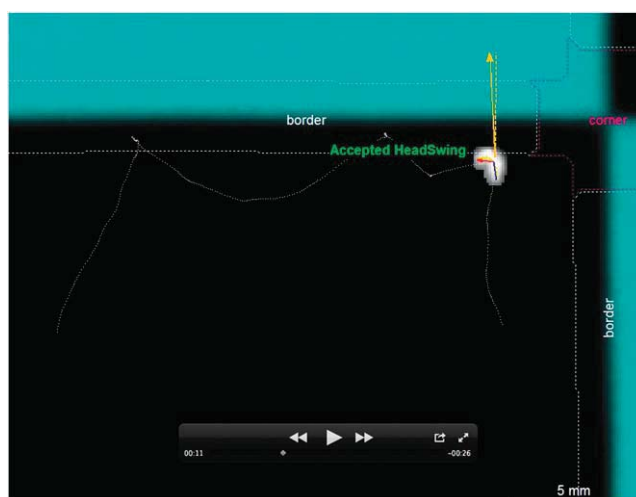 border
corner
Accepted HeadSwing
border
00:11
−00:26
5 mm